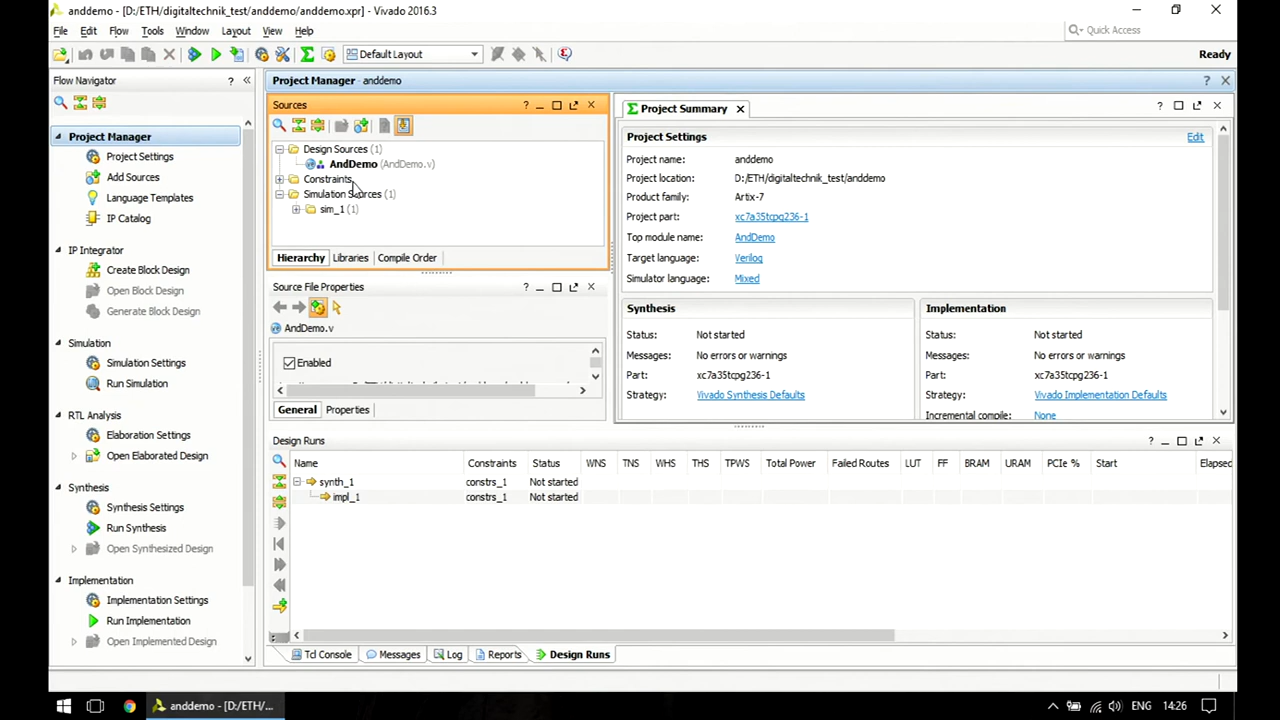 anddemo - [D:/ETH/digitaltechnik_test/anddemo/anddemo.xpr] - Vivado 2016.3
File Edit Flow Tools Window Layout View Help
Quick Access
Default Layout
Ready
Flow Navigator
Project Manager
Project Settings
Add Sources
Language Templates
IP Catalog
IP Integrator
Create Block Design
Open Block Design
Generate Block Design
Simulation
Simulation Settings
Run Simulation
RTL Analysis
Elaboration Settings
Open Elaborated Design
Synthesis
Synthesis Settings
Run Synthesis
Open Synthesized Design
Implementation
Implementation Settings
Run Implementation
Open Implemented Design
Project Manager - anddemo
Sources
Design Sources (1)
AndDemo (AndDemo.v)
Constraints
Simulation Sources (1)
sim_1 (1)
Hierarchy Libraries Compile Order
Source File Properties
AndDemo.v
Enabled
General Properties
Project Summary
Project Settings Edit
Project name: anddemo
Project location: D:/ETH/digitaltechnik_test/anddemo
Product family: Artix-7
Project part: xc7a35tcpg236-1
Top module name: AndDemo
Target language: Verilog
Simulator language: Mixed
Synthesis
Status: Not started
Messages: No errors or warnings
Part: xc7a35tcpg236-1
Strategy: Vivado Synthesis Defaults
Implementation
Status: Not started
Messages: No errors or warnings
Part: xc7a35tcpg236-1
Strategy: Vivado Implementation Defaults
Incremental compile: None
Design Runs
Name Constraints Status WNS TNS WHS THS TPWS Total Power Failed Routes LUT FF BRAM URAM PCIe % Start Elapsed
synth_1 constrs_1 Not started
impl_1 constrs_1 Not started
Tcl Console Messages Log Reports Design Runs
anddemo - [D:/ETH/...
ENG 14:26